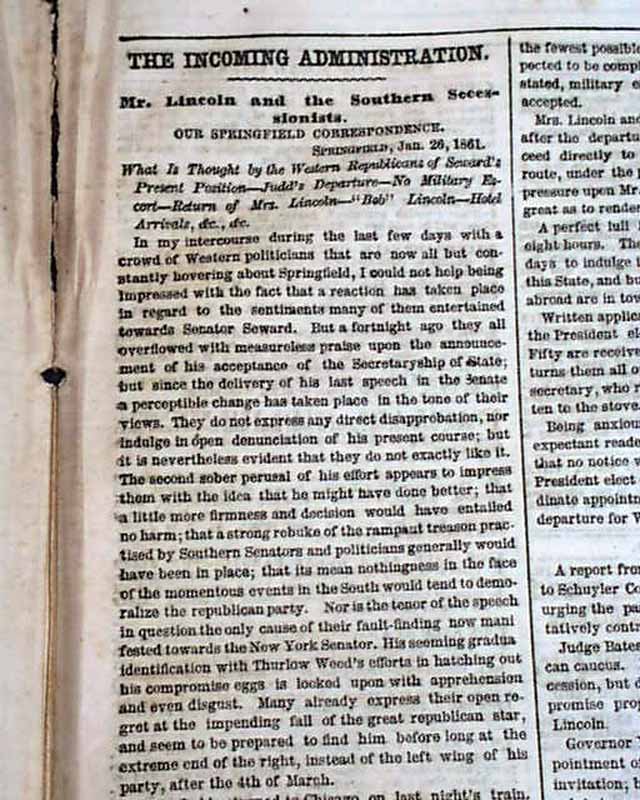 THE INCOMING ADMINISTRATION.
Mr. Lincoln and the Southern Seces-
sionists.
OUR SPRINGFIELD CORRESPONDENCE.
SPRINGFIELD, Jan. 26, 1861.
What Is Thought by the Western Republicans of Seward's
Present Position—Judd's Departure—No Military Es-
cort—Return of Mrs. Lincoln—"Bob" Lincoln—Hotel
Arrivals, &c., &c.
In my intercourse during the last few days with a
crowd of Western politicians that are now all but con-
stantly hovering about Springfield, I could not help being
impressed with the fact that a reaction has taken place
in regard to the sentiments many of them entertained
towards Senator Seward. But a fortnight ago they all
overflowed with measureless praise upon the announce-
ment of his acceptance of the Secretaryship of State;
but since the delivery of his last speech in the Senate
a perceptible change has taken place in the tone of their
views. They do not express any direct disapprobation, nor
indulge in open denunciation of his present course; but
it is nevertheless evident that they do not exactly like it.
The second sober perusal of his effort appears to impress
them with the idea that he might have done better; that
a little more firmness and decision would have entailed
no harm; that a strong rebuke of the rampant treason prac-
tised by Southern Senators and politicians generally would
have been in place; that its mean nothingness in the face
of the momentous events in the South would tend to demo-
ralize the republican party. Nor is the tenor of the speech
in question the only cause of their fault-finding now mani
fested towards the New York Senator. His seeming gradua
identification with Thurlow Weed's efforts in hatching out
his compromise eggs is looked upon with apprehension
and even disgust. Many already express their open re-
gret at the impending fall of the great republican star,
and seem to be prepared to find him before long at the
extreme end of the right, instead of the left wing of his
party, after the 4th of March.
to Chicago on last night's train.
the fewest possible
pected to be comp
stated, military e
accepted.
Mrs. Lincoln and
after the departu
ceed directly to
route, under the
pressure upon Mr
great as to render
A perfect lull
eight hours. The
days to indulge i
this State, and bu
abroad are in tow
Written applica
the President el
Fifty are receive
turns them all o
secretary, who r
ten to the stove
Being anxiou
expectant reade
that no notice w
President elect
dinate appointm
departure for W
A report from
to Schuyler Co
urging the pa
tatively contr
Judge Bates
can caucus.
cession, but d
promise prop
Lincoln.
Governor
pointment of
invitation;